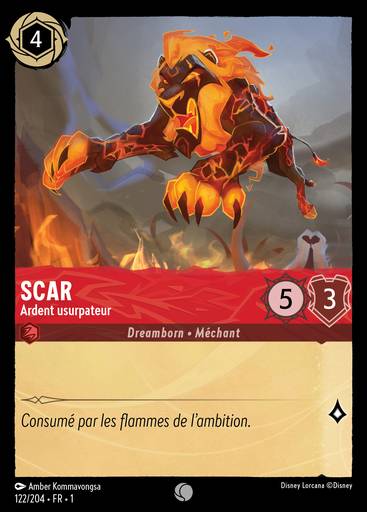 4
SCAR
Ardent usurpateur
5
3
Dreamborn • Méchant
Consumé par les flammes de l'ambition.
Amber Kommavongsa
Disney Lorcana ©Disney
122/204 • FR • 1